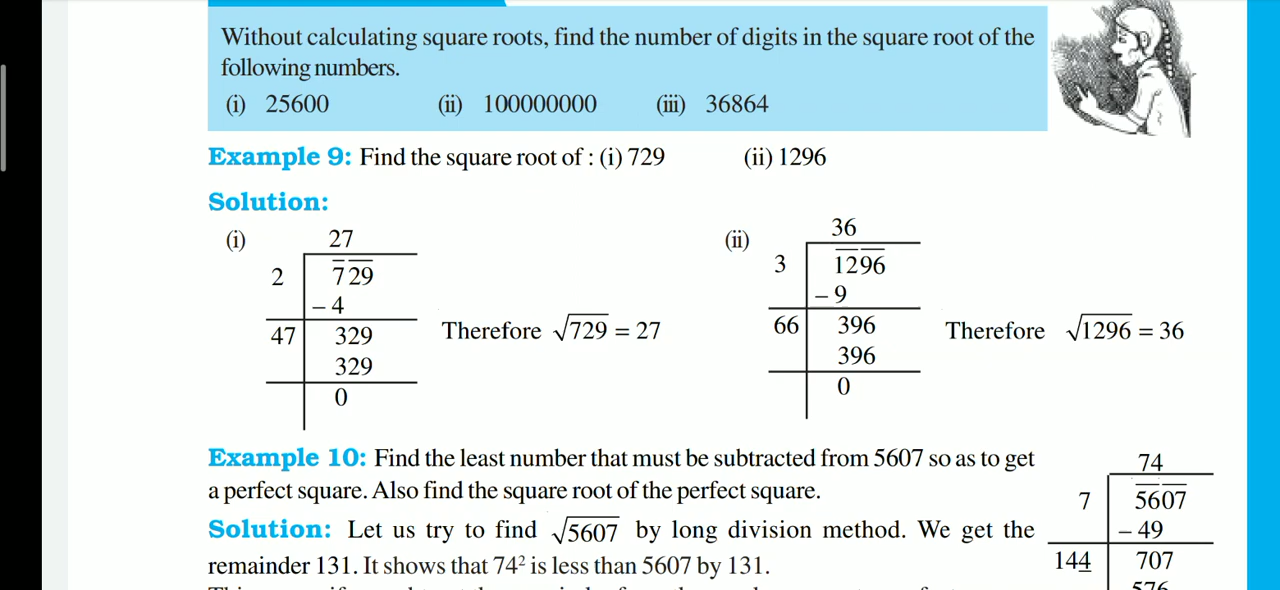 Without calculating square roots, find the number of digits in the square root of the
following numbers.
(i) 25600 (ii) 100000000 (iii) 36864
Example 9: Find the square root of : (i) 729 (ii) 1296
Solution:
(i)
27
2 729
– 4
47 329
329
0
Therefore √729 = 27
(ii)
36
3 1296
– 9
66 396
396
0
Therefore √1296 = 36
Example 10: Find the least number that must be subtracted from 5607 so as to get
a perfect square. Also find the square root of the perfect square.
Solution: Let us try to find √5607 by long division method. We get the
remainder 131. It shows that 74² is less than 5607 by 131.
74
7 5607
– 49
144 707